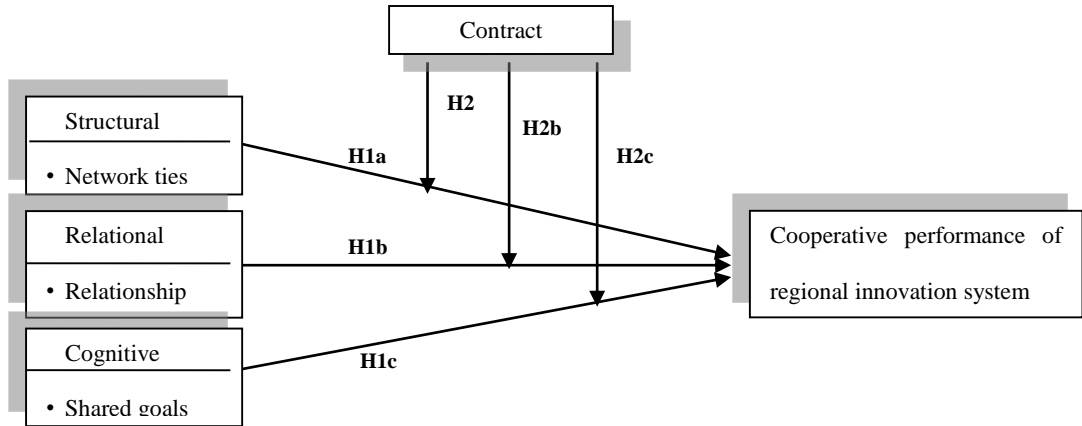 Contract
H2
H2b
H2c
Structural
• Network ties
H1a
Relational
• Relationship
H1b
Cognitive
• Shared goals
H1c
Cooperative performance of
regional innovation system